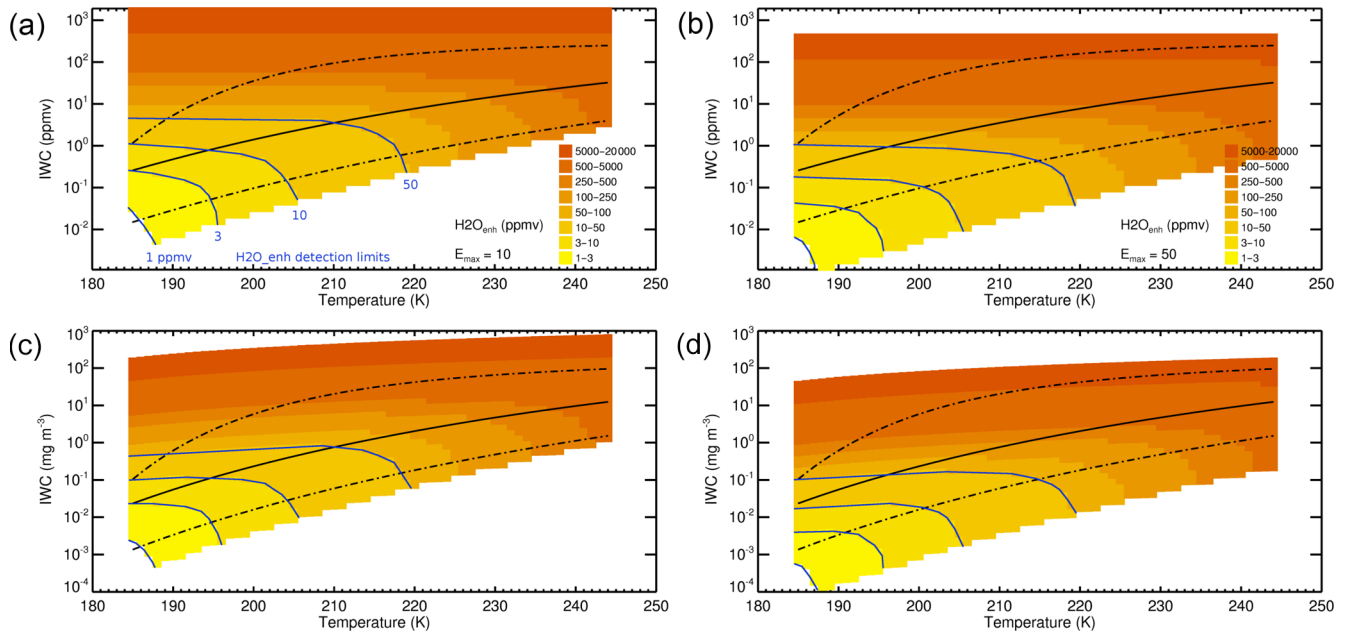 (a)
IWC (ppmv)
10³
10²
10¹
10⁰
10⁻¹
10⁻²
5000−20000
500−5000
250−500
100−250
50−100
10−50
3−10
1−3
50
10
3
1 ppmv
H2O_enh detection limits
H2Oₑₙₕ (ppmv)
Eₘₐₓ = 10
180 190 200 210 220 230 240 250
Temperature (K)
(b)
IWC (ppmv)
10³
10²
10¹
10⁰
10⁻¹
10⁻²
5000−20000
500−5000
250−500
100−250
50−100
10−50
3−10
1−3
H2Oₑₙₕ (ppmv)
Eₘₐₓ = 50
180 190 200 210 220 230 240 250
Temperature (K)
(c)
IWC (mg m⁻³)
10³
10²
10¹
10⁰
10⁻¹
10⁻²
10⁻³
10⁻⁴
180 190 200 210 220 230 240 250
Temperature (K)
(d)
IWC (mg m⁻³)
10³
10²
10¹
10⁰
10⁻¹
10⁻²
10⁻³
10⁻⁴
180 190 200 210 220 230 240 250
Temperature (K)